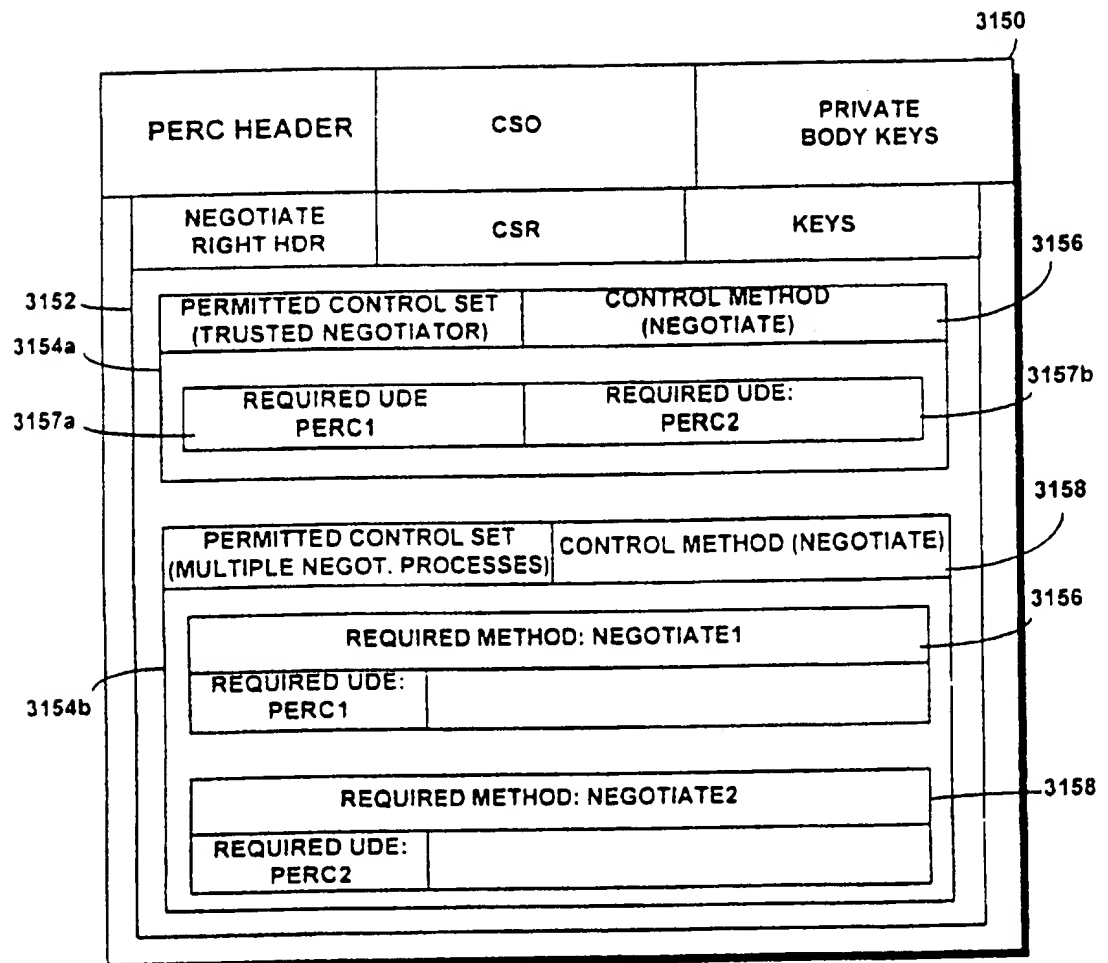 3150
PERC HEADER
CSO
PRIVATE
BODY KEYS
NEGOTIATE
RIGHT HDR
CSR
KEYS
3156
3152
PERMITTED CONTROL SET
(TRUSTED NEGOTIATOR)
CONTROL METHOD
(NEGOTIATE)
3154a
3157b
REQUIRED UDE
PERC1
REQUIRED UDE:
PERC2
3157a
3158
PERMITTED CONTROL SET
(MULTIPLE NEGOT. PROCESSES)
CONTROL METHOD (NEGOTIATE)
3156
REQUIRED METHOD: NEGOTIATE1
REQUIRED UDE:
PERC1
3154b
REQUIRED METHOD: NEGOTIATE2
3158
REQUIRED UDE:
PERC2